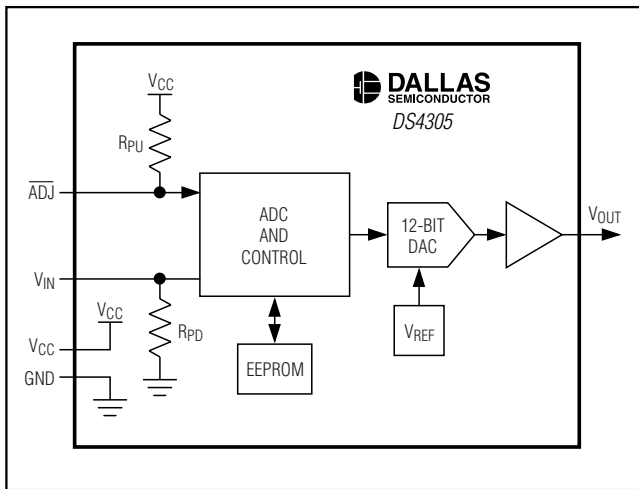 DALLAS
SEMICONDUCTOR
DS4305
VCC
RPU
ADJ
ADC
AND
CONTROL
12-BIT
DAC
VOUT
VIN
VCC
RPD
VCC
GND
EEPROM
VREF